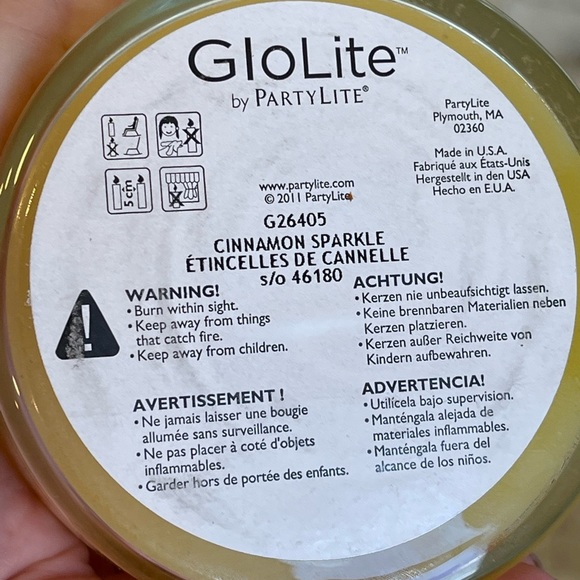 GloLite™
by PARTYLITE®
PartyLite
Plymouth, MA
02360
Made in U.S.A.
Fabriqué aux États-Unis
Hergestellt in den USA
Hecho en E.U.A.
5 cm
www.partylite.com
© 2011 PartyLite
G26405
CINNAMON SPARKLE
ÉTINCELLES DE CANNELLE
s/o 46180
WARNING!
• Burn within sight.
• Keep away from things
that catch fire.
• Keep away from children.
ACHTUNG!
• Kerzen nie unbeaufsichtigt lassen.
• Keine brennbaren Materialien neben
Kerzen platzieren.
• Kerzen außer Reichweite von
Kindern aufbewahren.
AVERTISSEMENT !
• Ne jamais laisser une bougie
allumée sans surveillance.
• Ne pas placer à coté d'objets
inflammables.
• Garder hors de portée des enfants.
ADVERTENCIA!
• Utilícela bajo supervision.
• Manténgala alejada de
materiales inflammables.
• Manténgala fuera del
alcance de los niños.